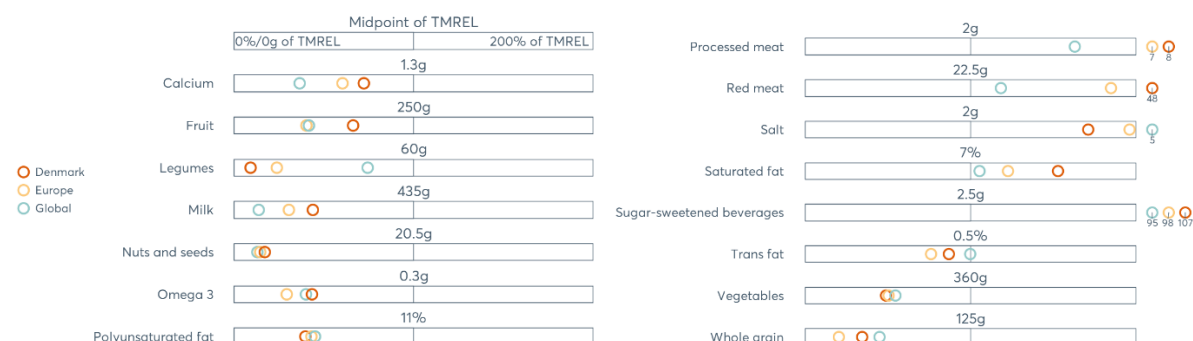 Midpoint of TMREL
0%/0g of TMREL 200% of TMREL
1.3g
Calcium
250g
Fruit
60g
Legumes
435g
Milk
20.5g
Nuts and seeds
0.3g
Omega 3
11%
Polyunsaturated fat
Denmark
Europe
Global
2g
Processed meat
7 8
22.5g
Red meat
48
2g
Salt
5
7%
Saturated fat
2.5g
Sugar-sweetened beverages
95 98 107
0.5%
Trans fat
360g
Vegetables
125g
Whole grain